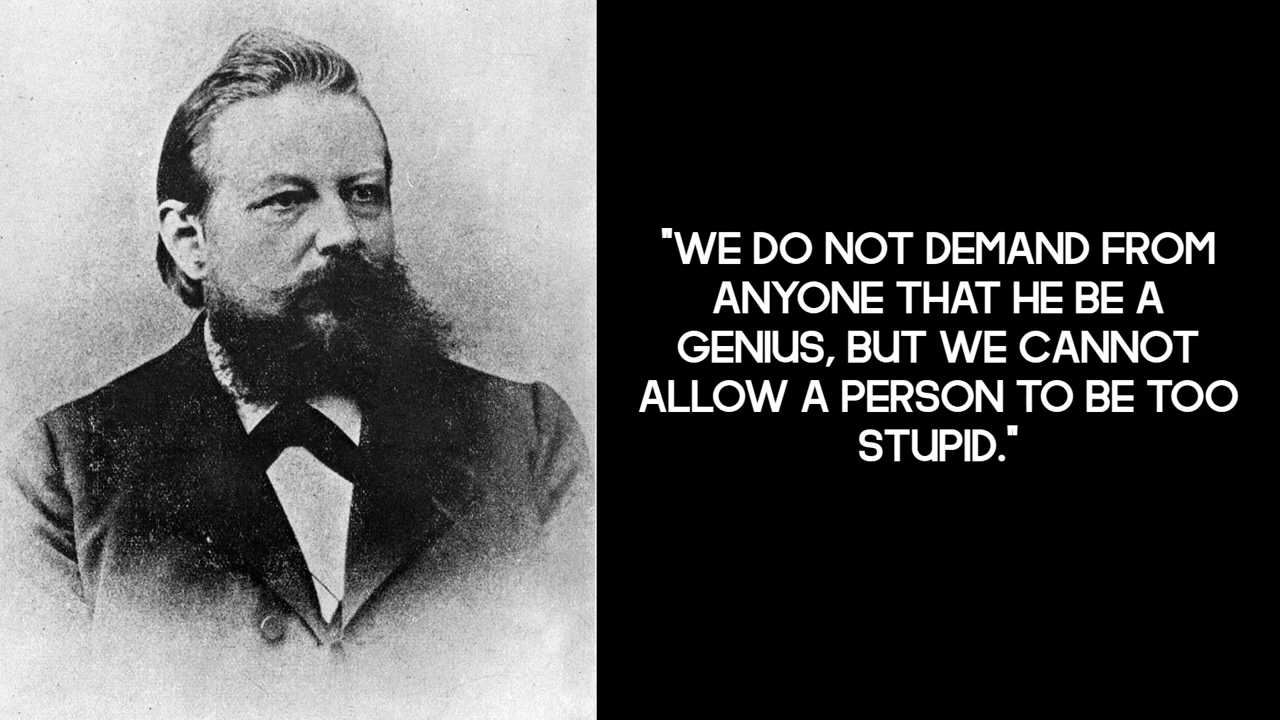 "WE DO NOT DEMAND FROM
ANYONE THAT HE BE A
GENIUS, BUT WE CANNOT
ALLOW A PERSON TO BE TOO
STUPID."